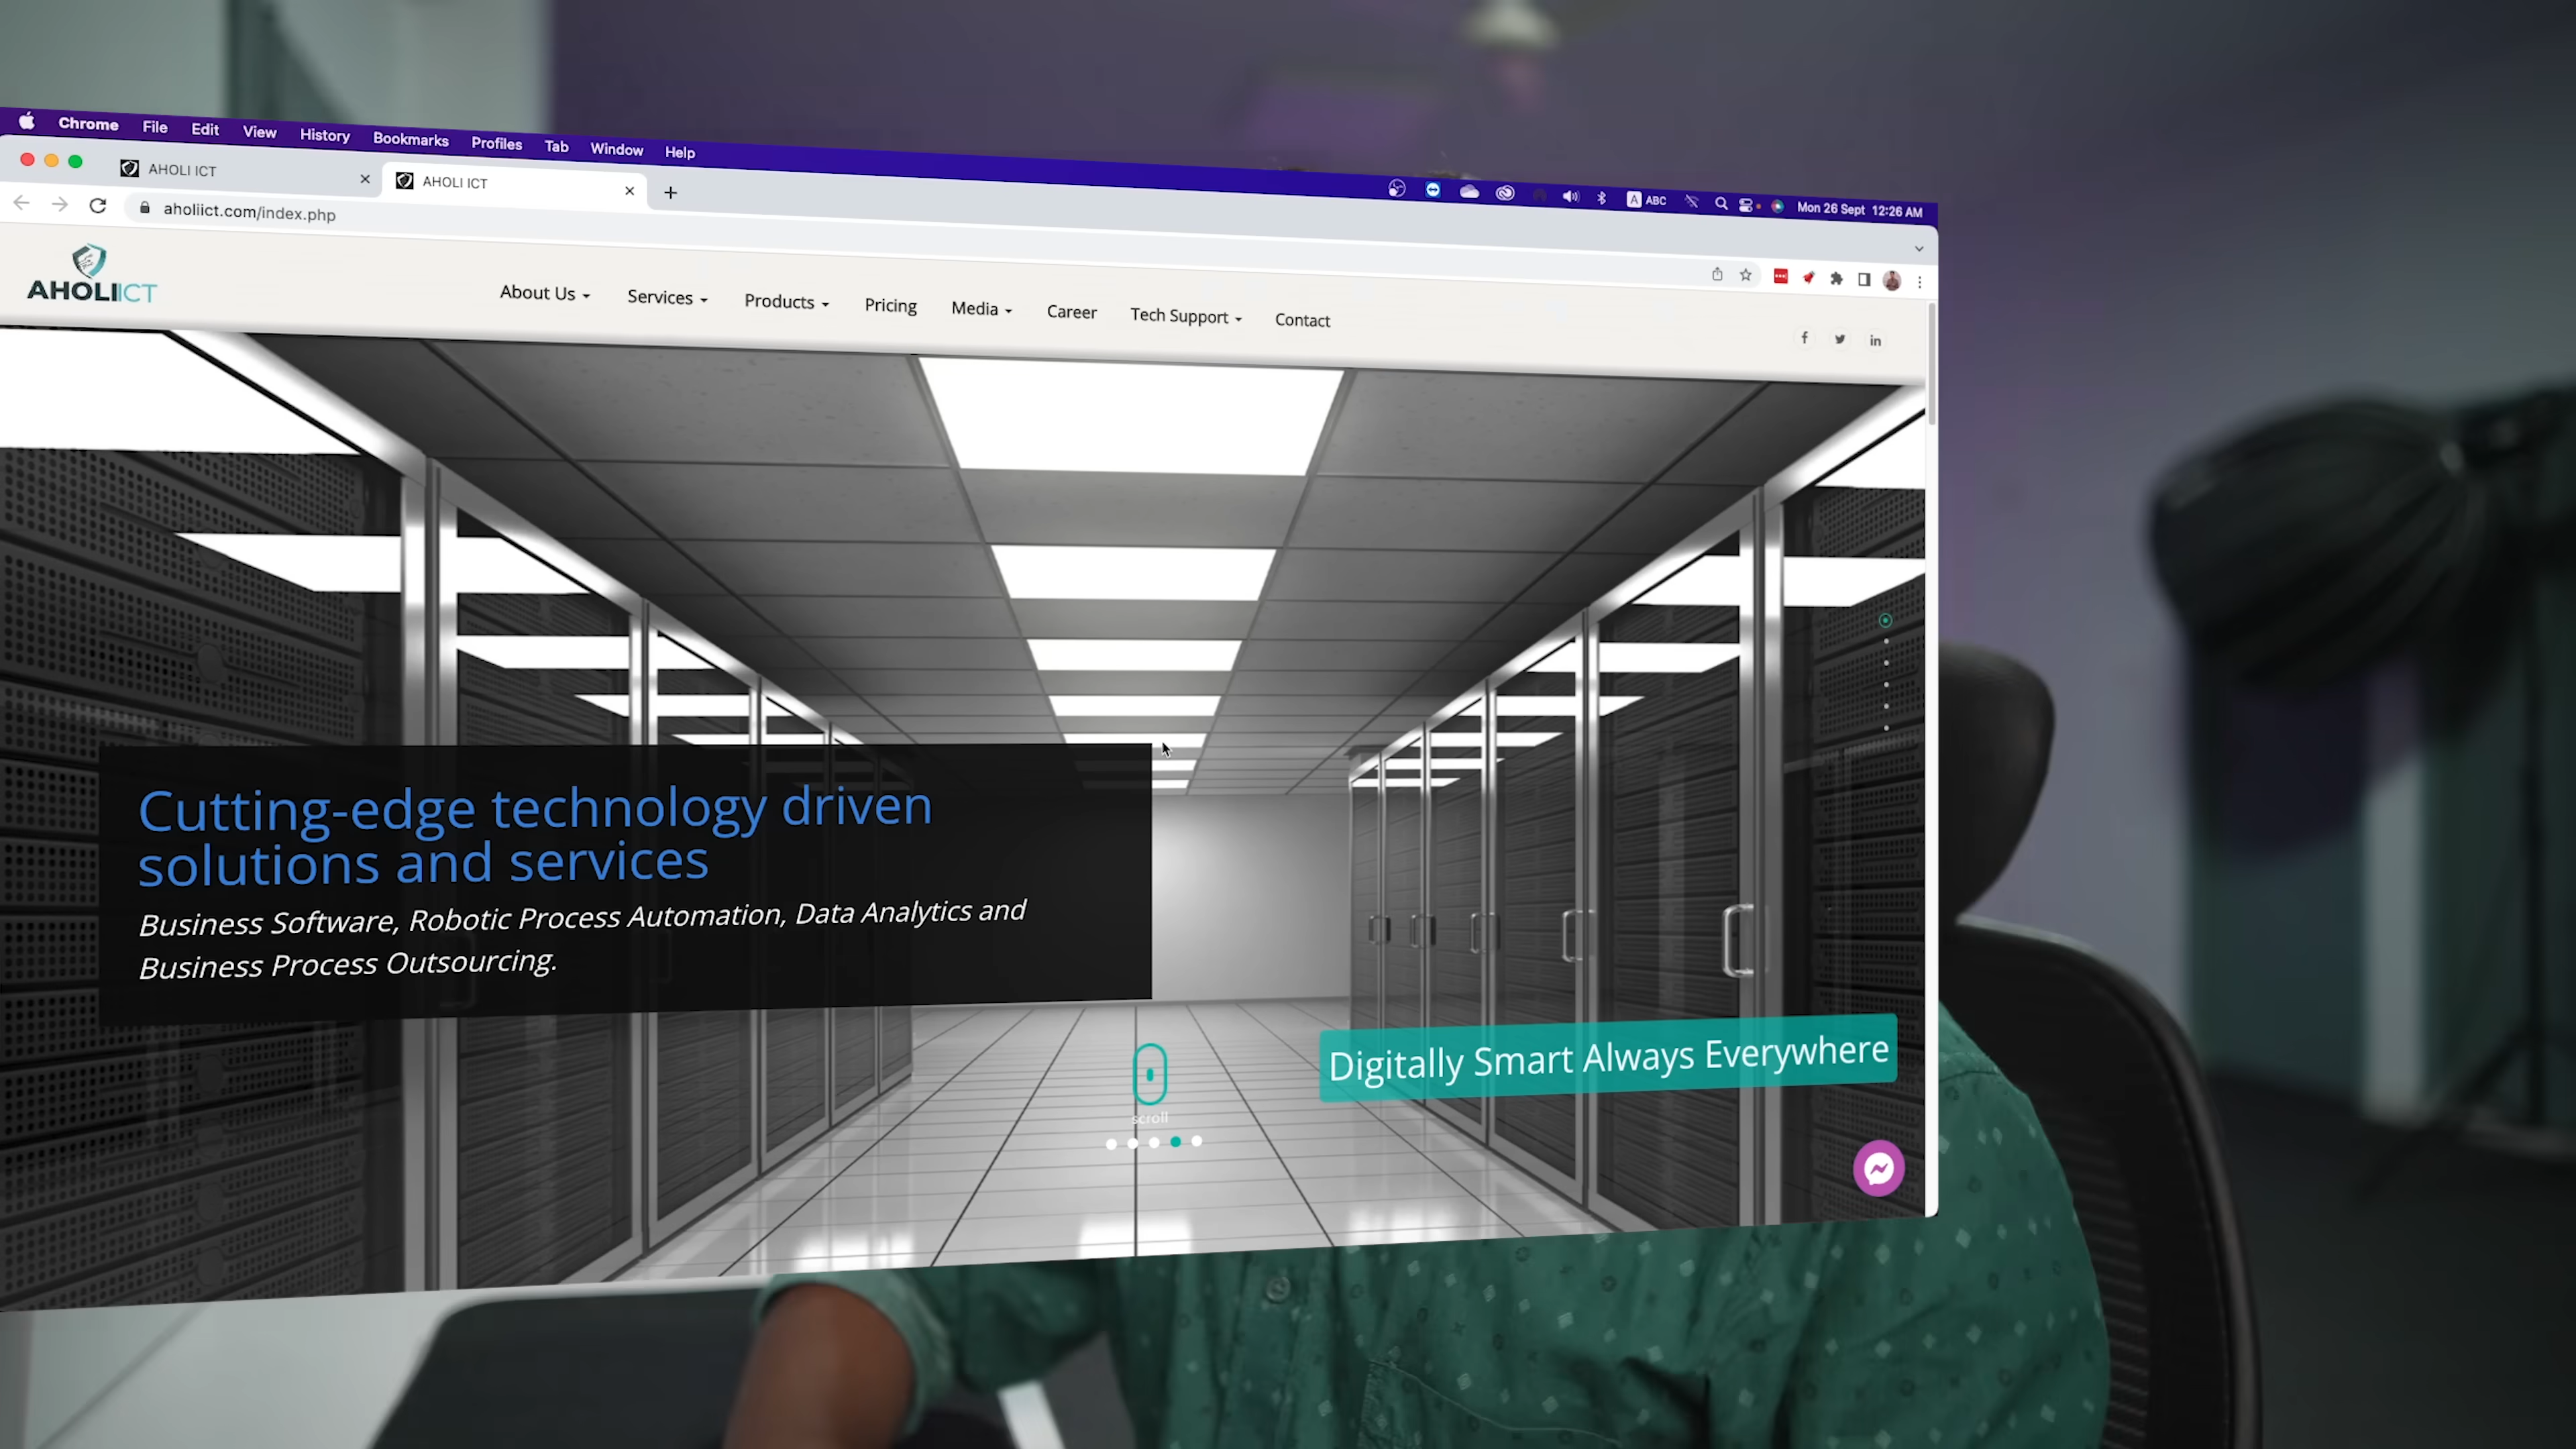 Chrome File Edit View History Bookmarks Profiles Tab Window Help
A ABC Mon 26 Sept 12:26 AM
AHOLI ICT
AHOLI ICT
aholiict.com/index.php
AHOLIICT
About Us Services Products Pricing Media Career Tech Support Contact
Cutting-edge technology driven
solutions and services
Business Software, Robotic Process Automation, Data Analytics and
Business Process Outsourcing.
Digitally Smart Always Everywhere
scroll